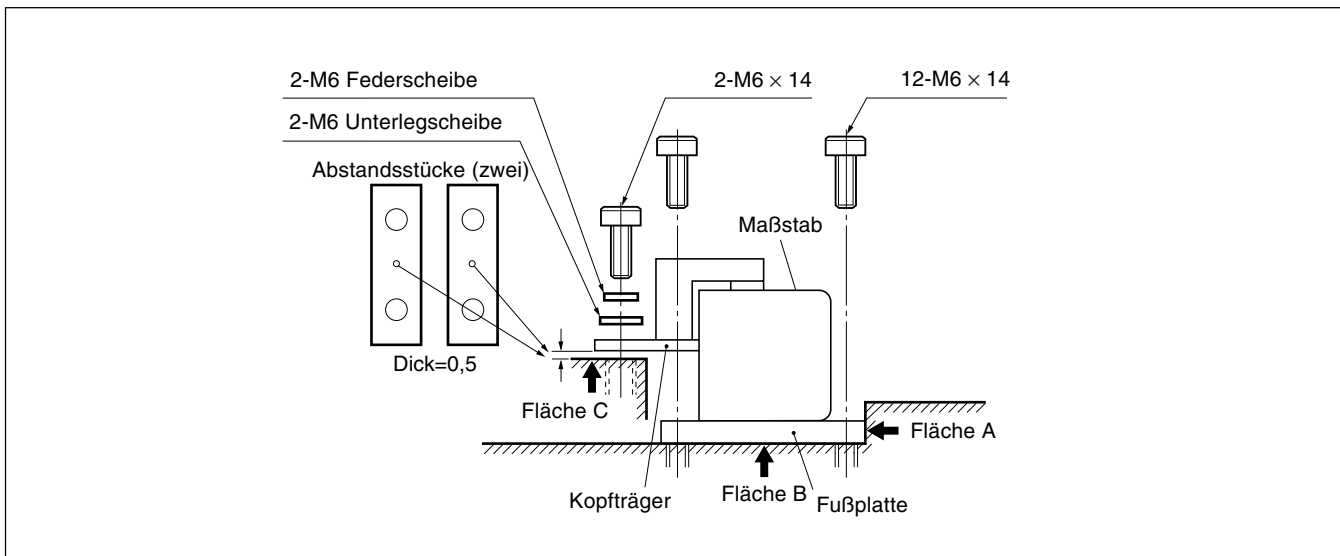 2-M6 Federscheibe
2-M6 × 14
12-M6 × 14
2-M6 Unterlegscheibe
Abstandsstücke (zwei)
Maßstab
Dick=0,5
Fläche C
Fläche A
Kopfträger
Fläche B
Fußplatte